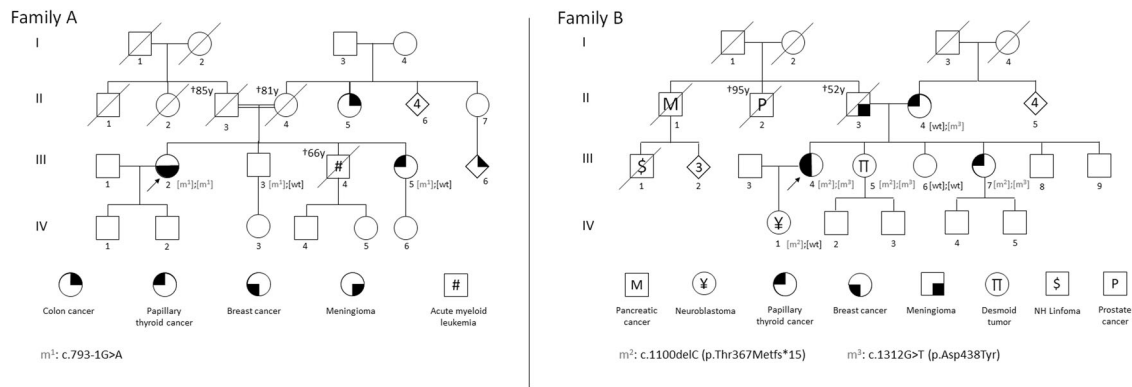 Family A
I
1
2
3
4
†85y
†81y
II
1
2
3
4
5
4
6
7
†66y
III
#
1
2
[m¹];[m¹]
3
[m¹];[wt]
4
5
[m¹];[wt]
6
IV
1
2
3
4
5
6
Colon cancer
Papillary thyroid cancer
Breast cancer
Meningioma
#
Acute myeloid leukemia
m¹: c.793-1G>A
Family B
I
1
2
3
4
†95y
†52y
II
M
P
4
1
2
3
4 [wt];[m³]
5
III
$
3
π
1
2
3
4 [m²];[m³]
5 [m²];[m³]
6 [wt];[wt]
7 [m²];[m³]
8
9
IV
¥
1 [m²];[wt]
2
3
4
5
M
Pancreatic cancer
¥
Neuroblastoma
Papillary thyroid cancer
Breast cancer
Meningioma
π
Desmoid tumor
$
NH Linfoma
P
Prostate cancer
m²: c.1100delC (p.Thr367Metfs*15)
m³: c.1312G>T (p.Asp438Tyr)